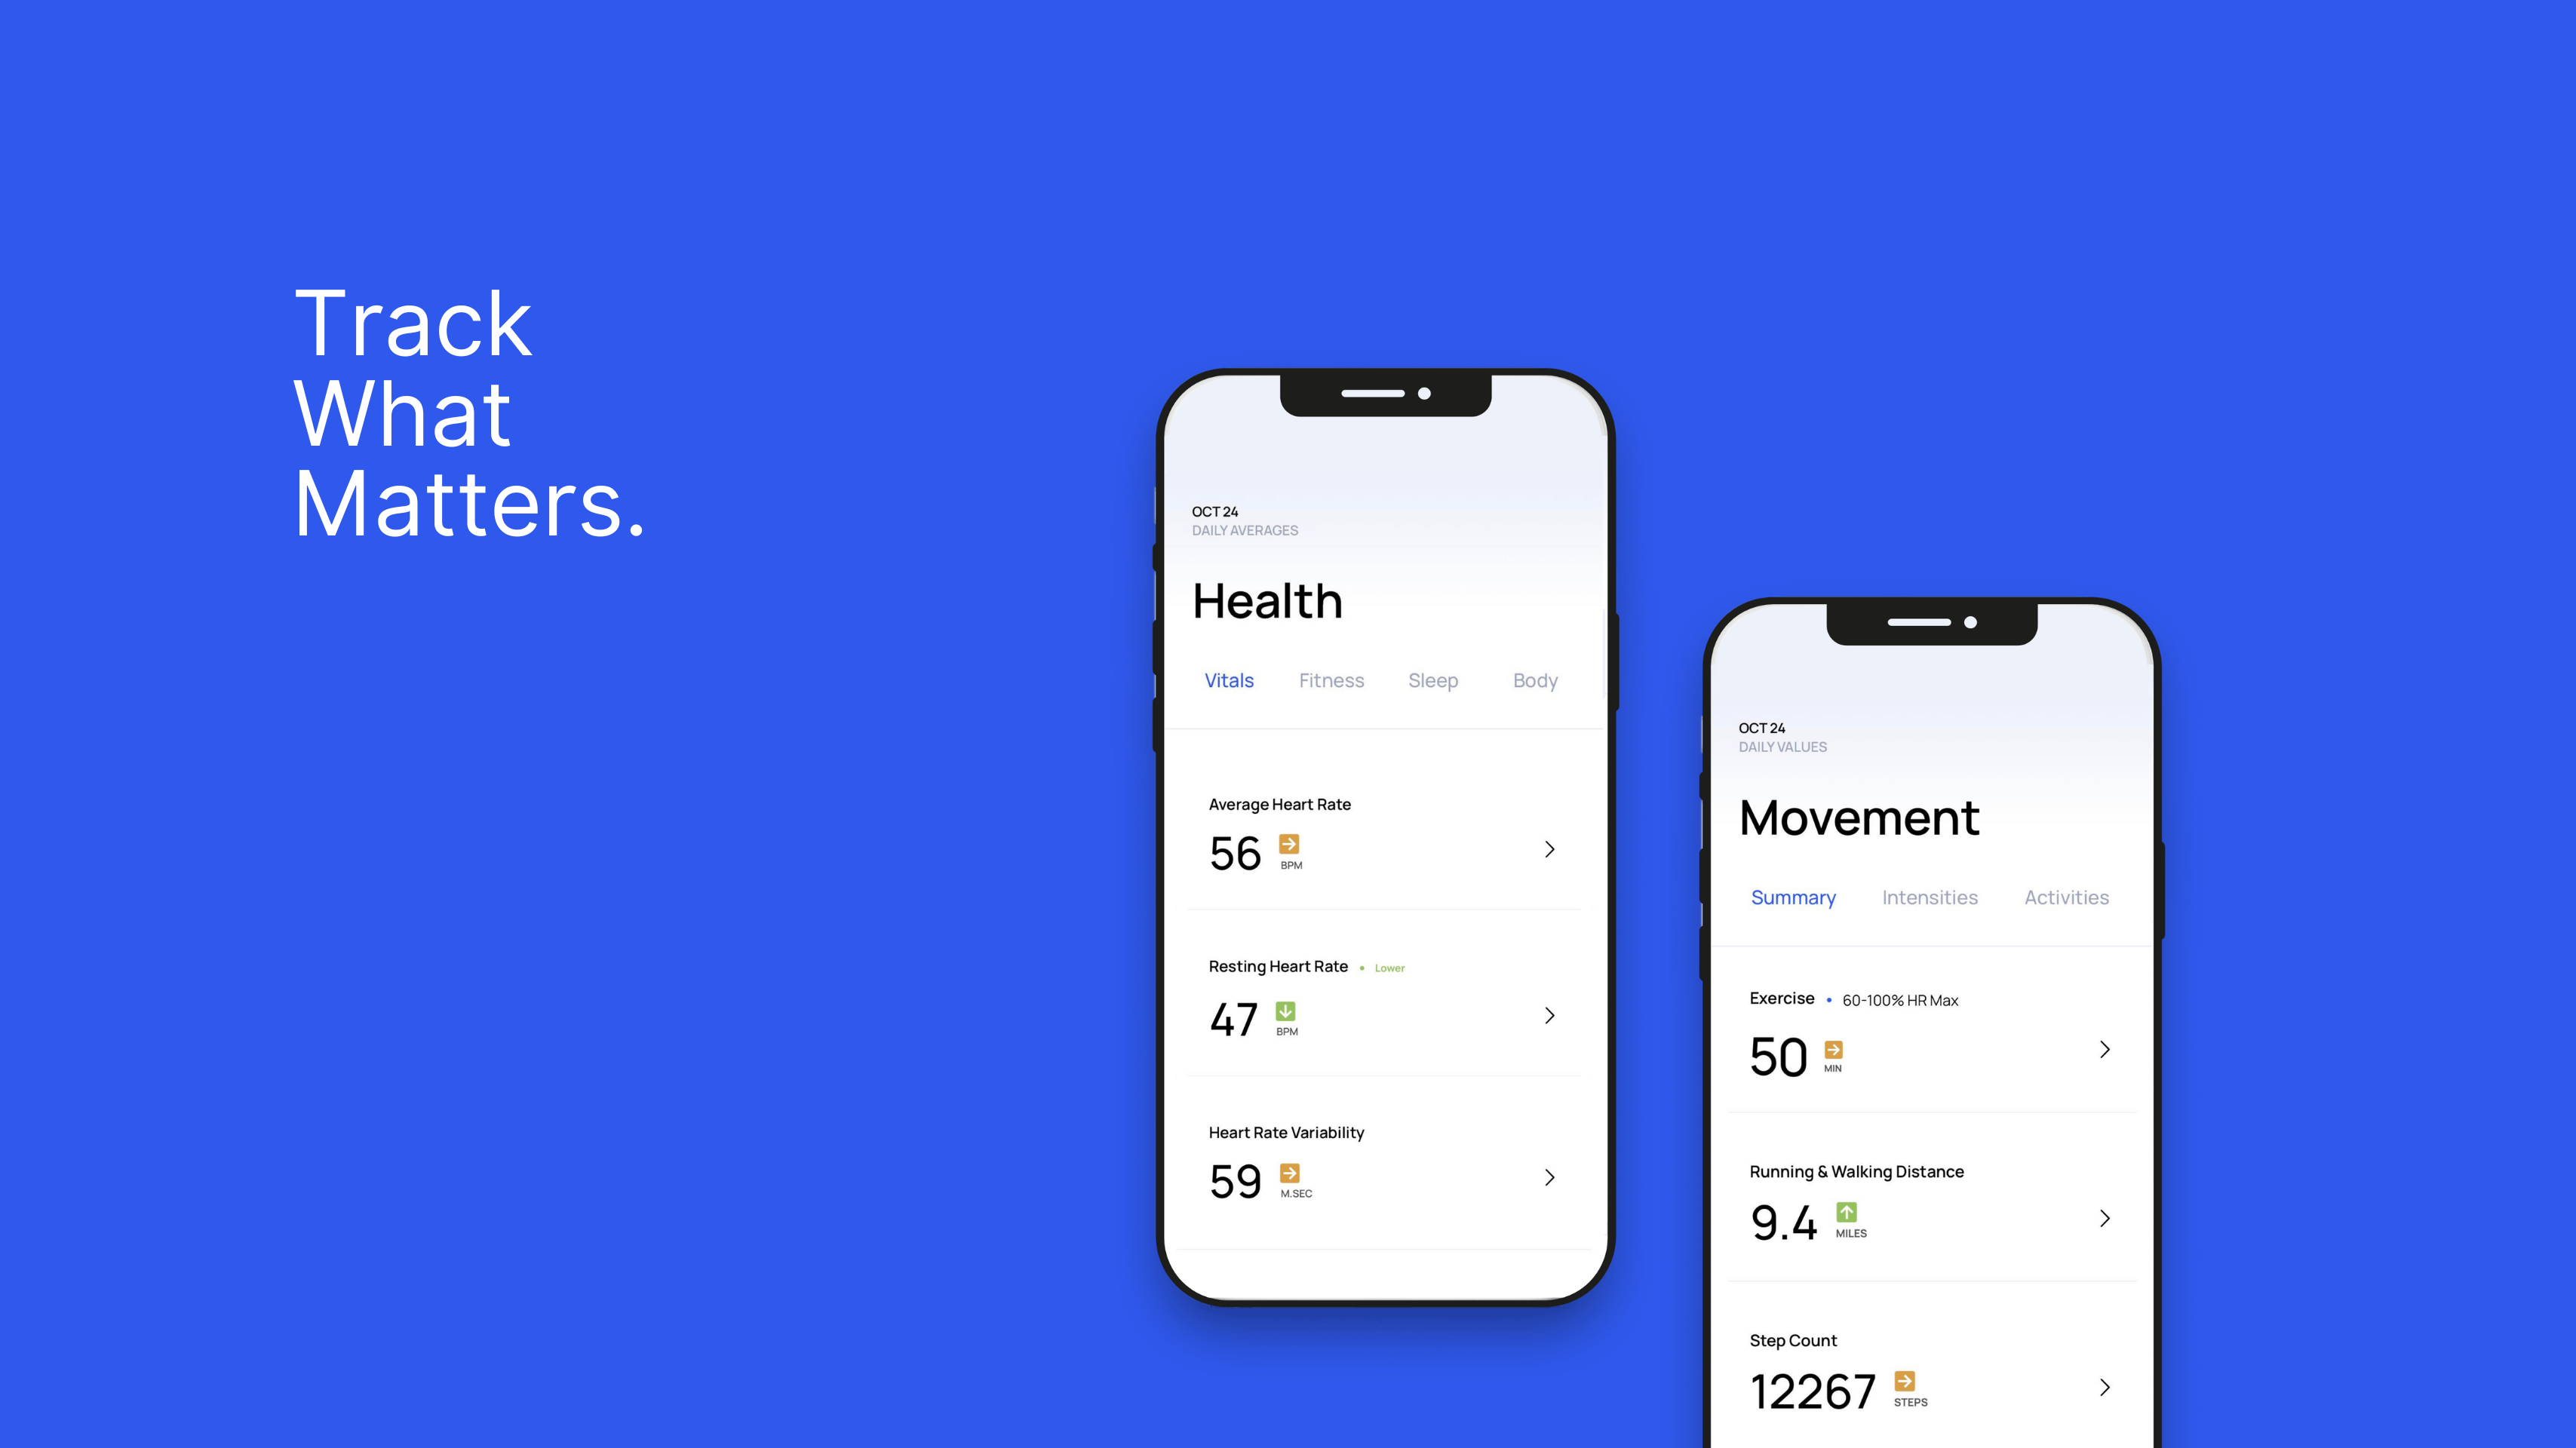 Track
What
Matters.
OCT 24
DAILY AVERAGES
Health
Vitals Fitness Sleep Body
Average Heart Rate
56 BPM
Resting Heart Rate • Lower
47 BPM
Heart Rate Variability
59 M.SEC
OCT 24
DAILY VALUES
Movement
Summary Intensities Activities
Exercise • 60-100% HR Max
50 MIN
Running & Walking Distance
9.4 MILES
Step Count
12267 STEPS